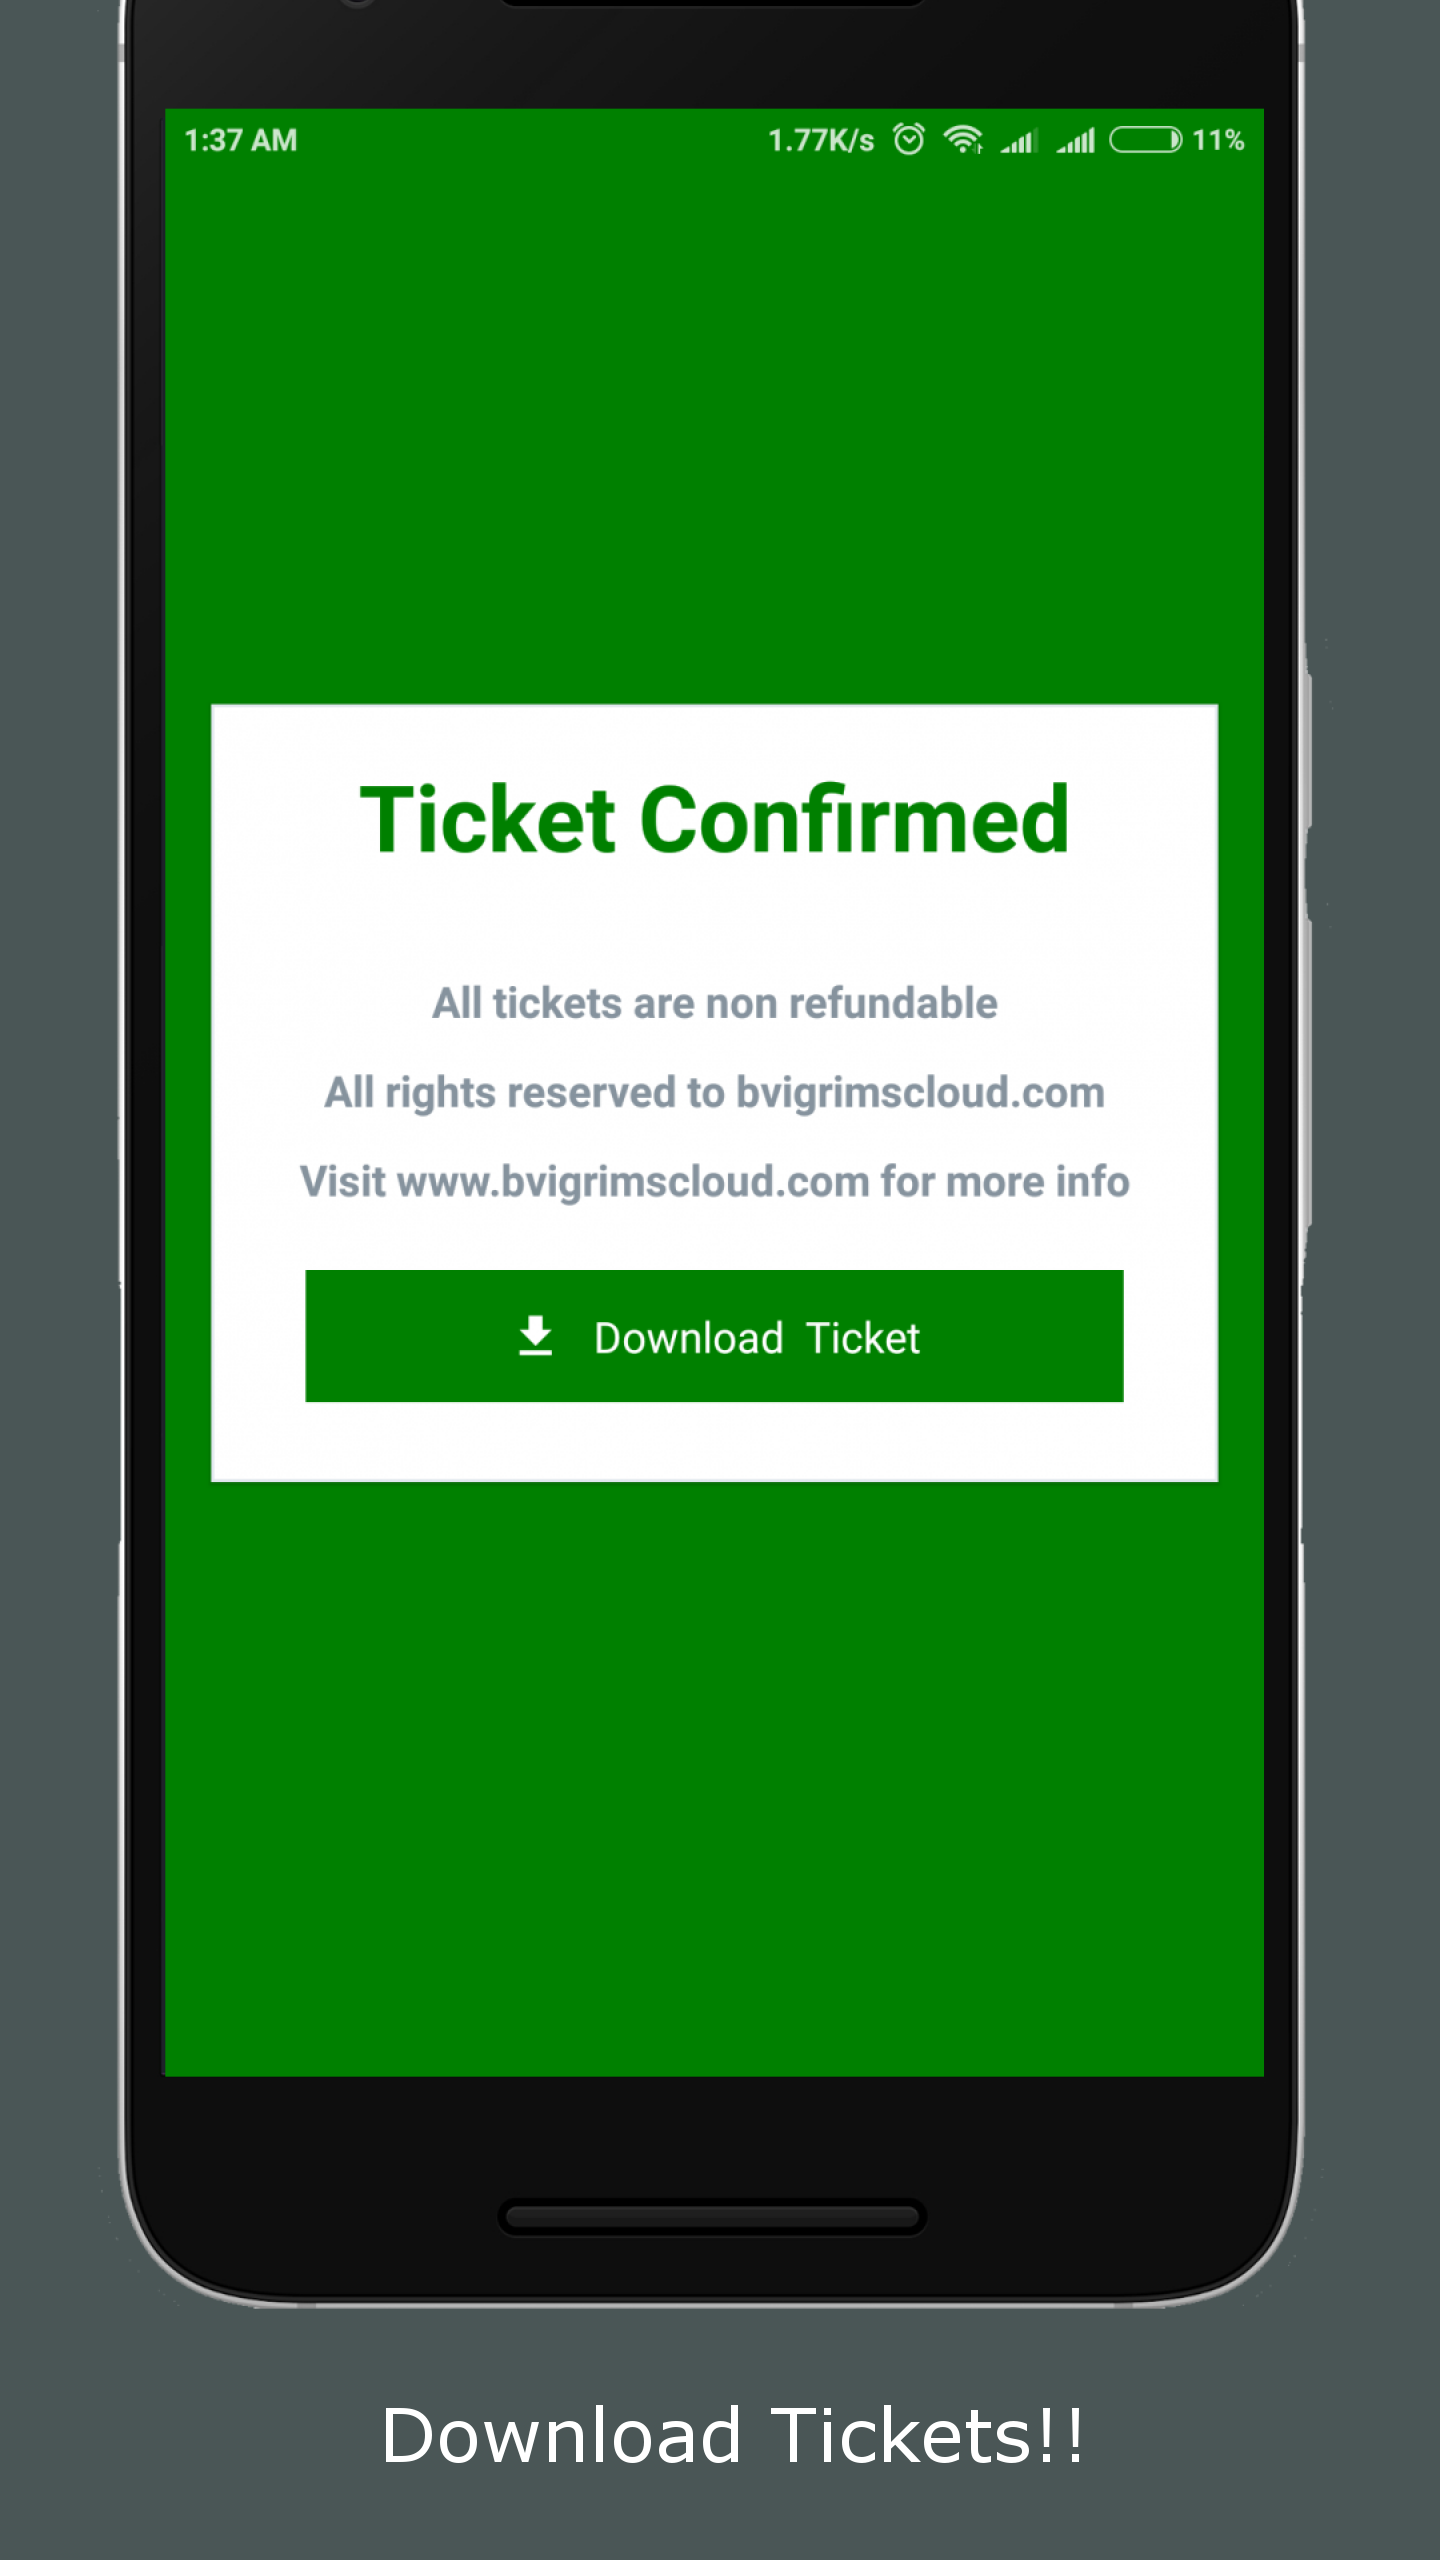 1:37 AM 1.77K/s 11%
Ticket Confirmed
All tickets are non refundable
All rights reserved to bvigrimscloud.com
Visit www.bvigrimscloud.com for more info
Download Ticket
Download Tickets!!